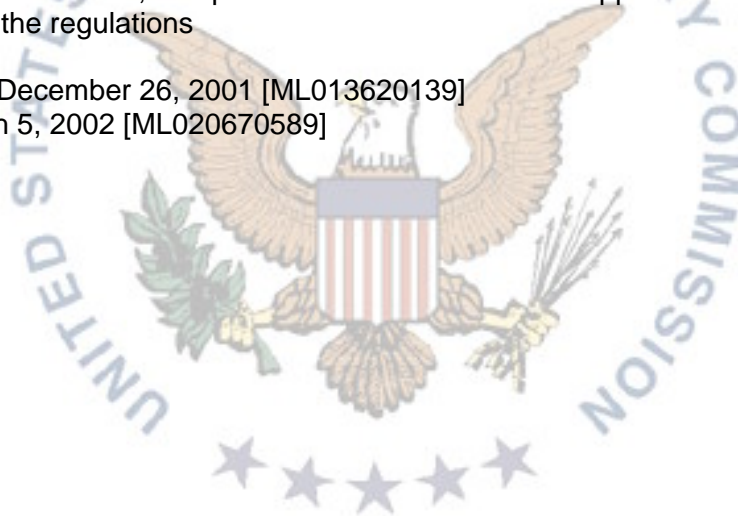 the regulations
December 26, 2001 [ML013620139]
5, 2002 [ML020670589]
UNITED STATES
COMMISSION